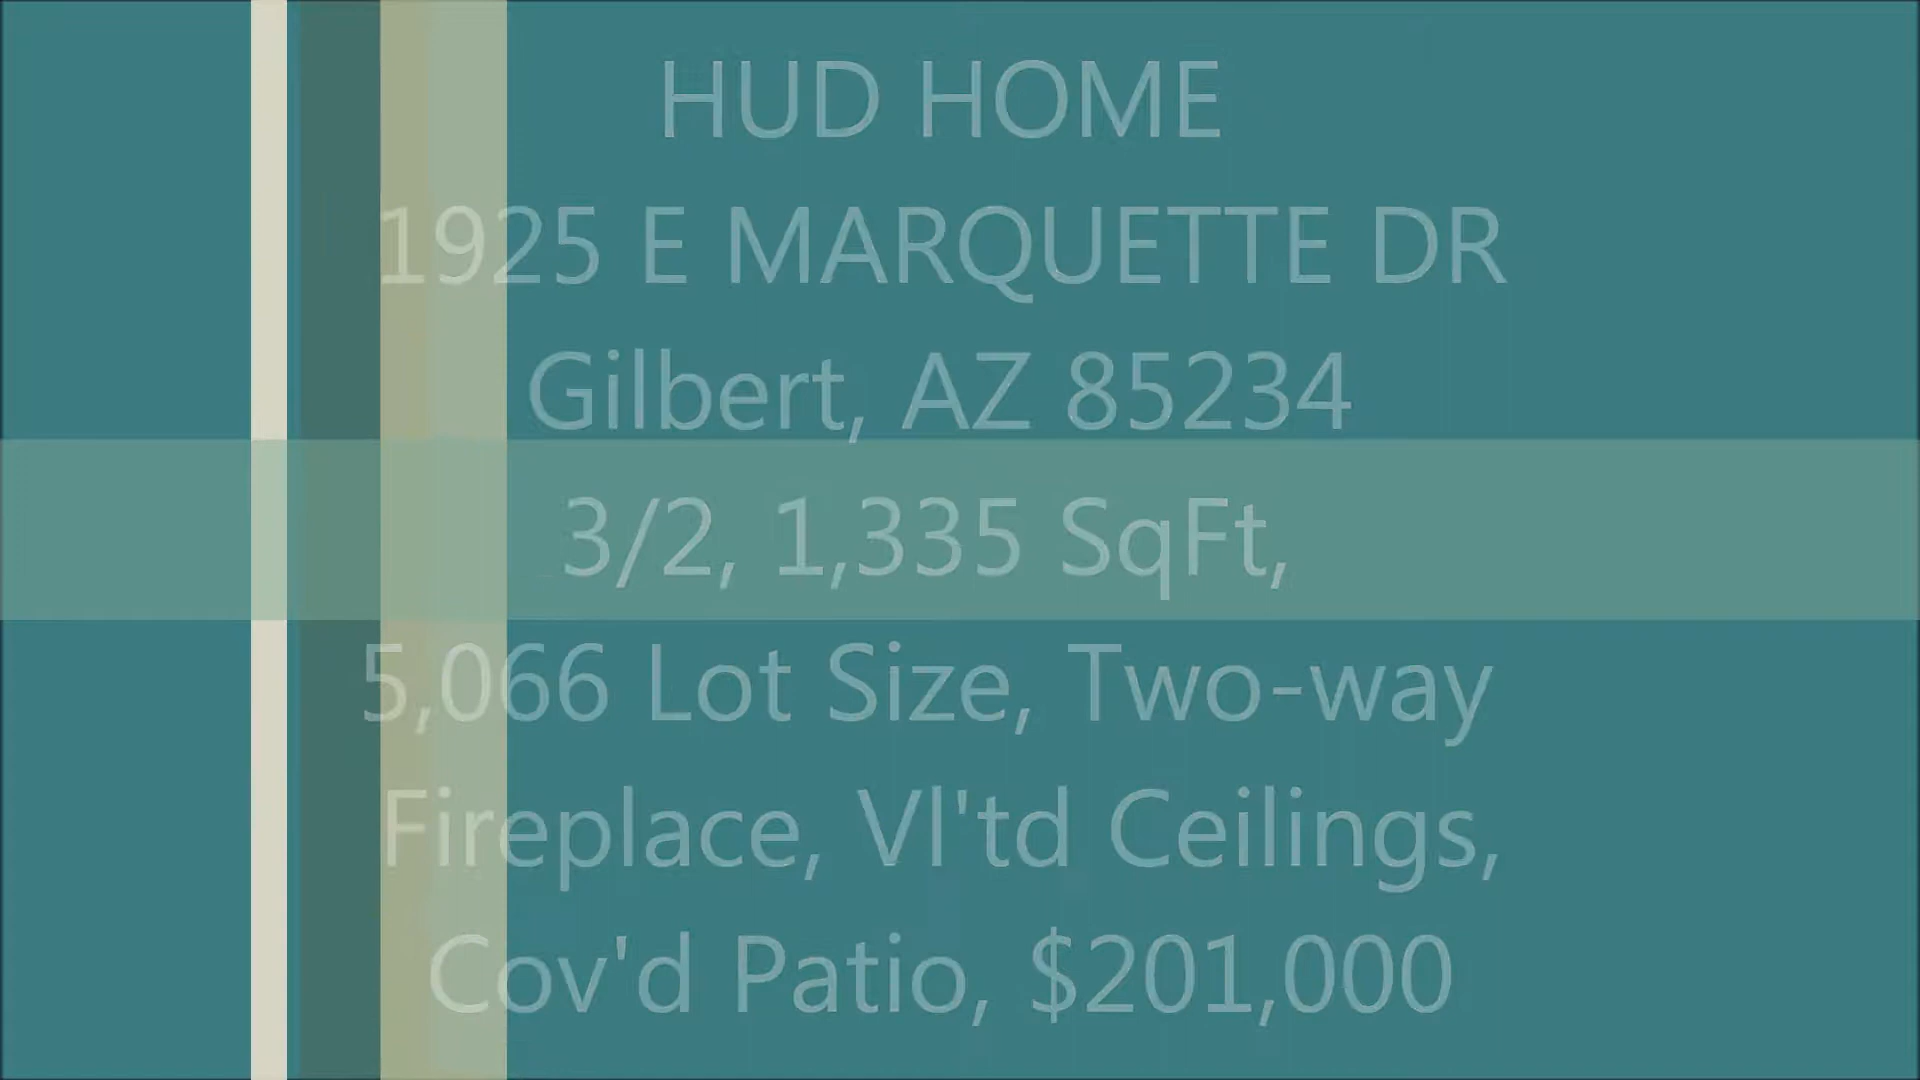 HUD HOME
1925 E MARQUETTE DR
Gilbert, AZ 85234
3/2, 1,335 SqFt,
5,066 Lot Size, Two-way
Fireplace, Vl'td Ceilings,
Cov'd Patio, $201,000